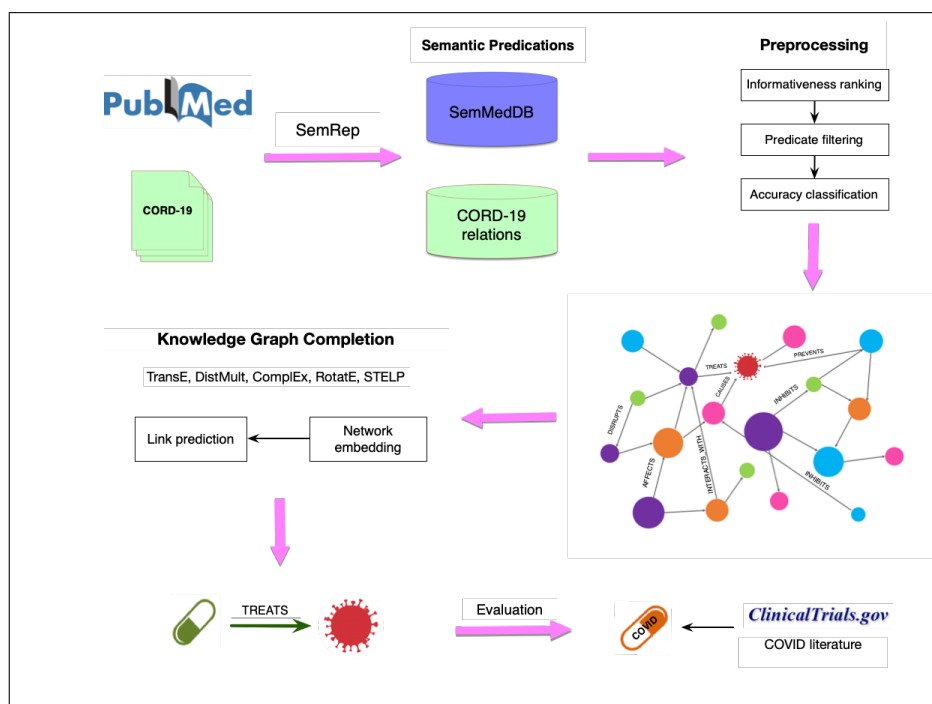 Semantic Predications
Preprocessing
PubMed
SemRep
SemMedDB
Informativeness ranking
Predicate filtering
Accuracy classification
CORD-19
CORD-19
relations
Knowledge Graph Completion
TransE, DistMult, ComplEx, RotatE, STELP
Link prediction
Network
embedding
TREATS
PREVENTS
CAUSES
INHIBITS
DISRUPTS
AFFECTS
INTERACTS WITH
INHIBITS
TREATS
Evaluation
COVID
ClinicalTrials.gov
COVID literature